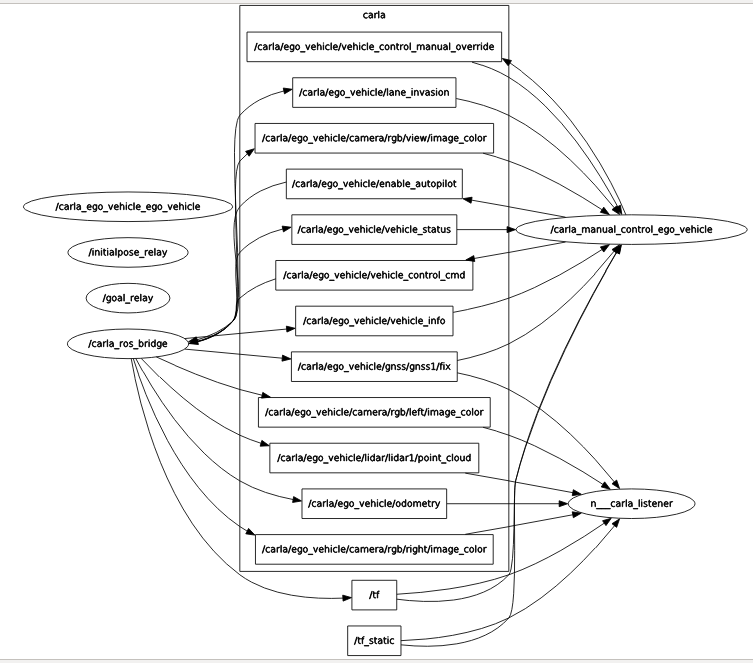 carla
/carla/ego_vehicle/vehicle_control_manual_override
/carla/ego_vehicle/lane_invasion
/carla/ego_vehicle/camera/rgb/view/image_color
/carla/ego_vehicle/enable_autopilot
/carla_ego_vehicle_ego_vehicle
/carla/ego_vehicle/vehicle_status
/carla_manual_control_ego_vehicle
/initialpose_relay
/carla/ego_vehicle/vehicle_control_cmd
/goal_relay
/carla/ego_vehicle/vehicle_info
/carla_ros_bridge
/carla/ego_vehicle/gnss/gnss1/fix
/carla/ego_vehicle/camera/rgb/left/image_color
/carla/ego_vehicle/lidar/lidar1/point_cloud
/carla/ego_vehicle/odometry
n___carla_listener
/carla/ego_vehicle/camera/rgb/right/image_color
/tf
/tf_static